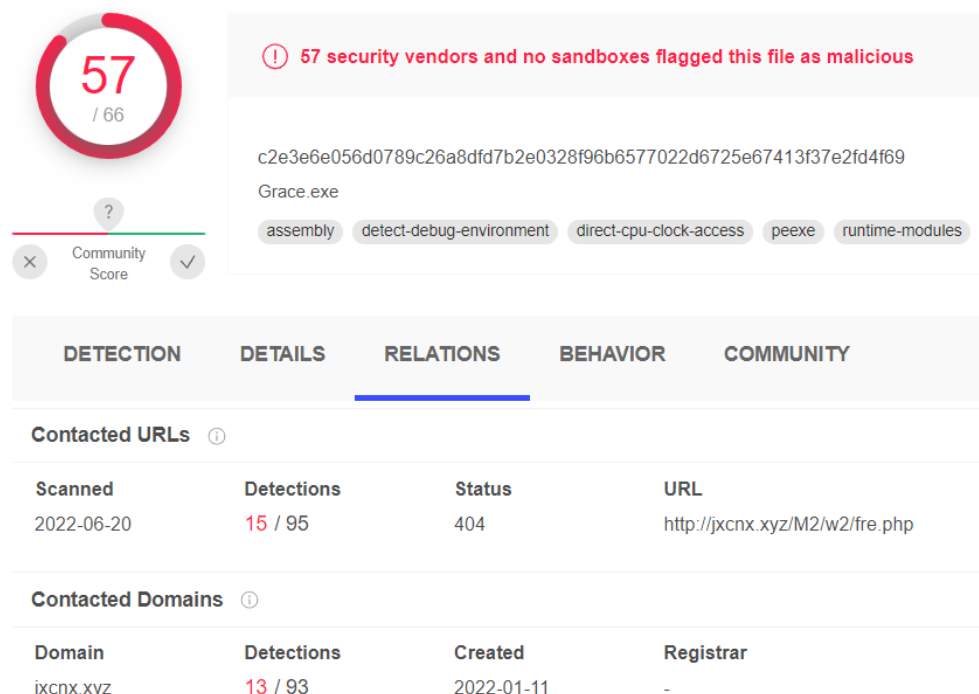 57
/ 66
57 security vendors and no sandboxes flagged this file as malicious
c2e3e6e056d0789c26a8dfd7b2e0328f96b6577022d6725e67413f37e2fd4f69
Grace.exe
assembly detect-debug-environment direct-cpu-clock-access peexe runtime-modules
?
Community
Score
DETECTION DETAILS RELATIONS BEHAVIOR COMMUNITY
Contacted URLs
Scanned Detections Status URL
2022-06-20 15 / 95 404 http://jxcnx.xyz/M2/w2/fre.php
Contacted Domains
Domain Detections Created Registrar
jxcnx.xyz 13 / 93 2022-01-11 -